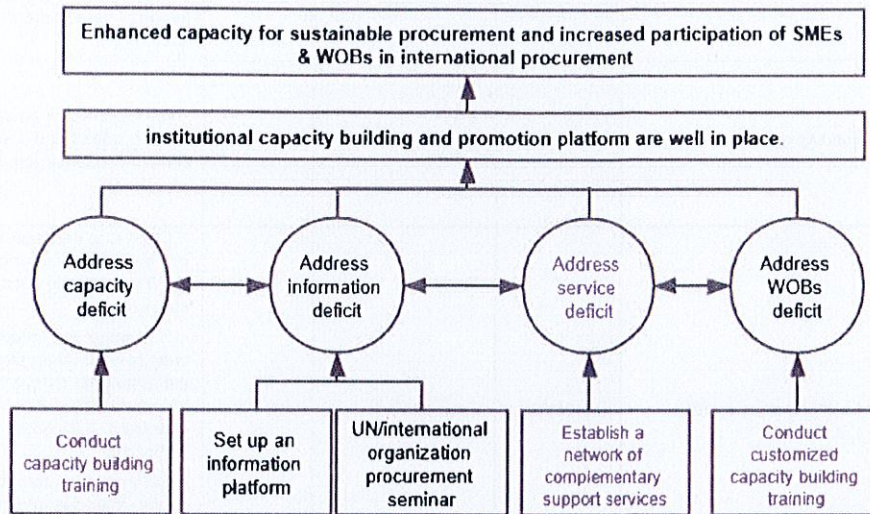 Enhanced capacity for sustainable procurement and increased participation of SMEs
& WOBs in international procurement
institutional capacity building and promotion platform are well in place.
Address
capacity
deficit
Address
information
deficit
Address
service
deficit
Address
WOBs
deficit
Conduct
capacity building
training
Set up an
information
platform
UN/international
organization
procurement
seminar
Establish a
network of
complementary
support services
Conduct
customized
capacity building
training